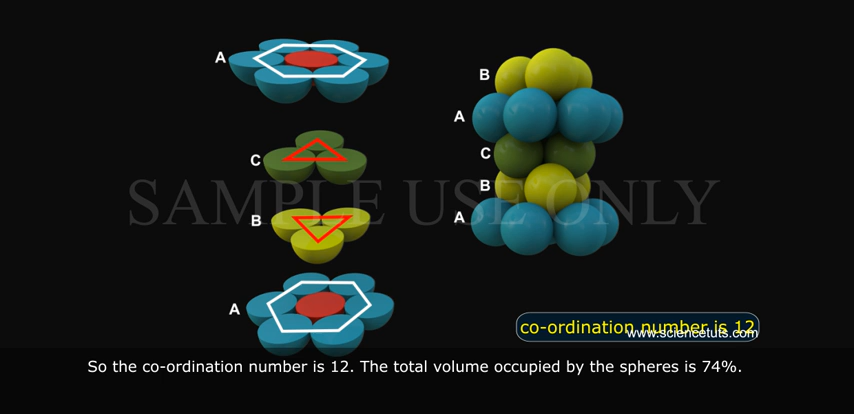 A
C
B
A
B
A
C
B
A
SAMPLE USE ONLY
co-ordination number is 12
www.sciencetuts.com
So the co-ordination number is 12. The total volume occupied by the spheres is 74%.